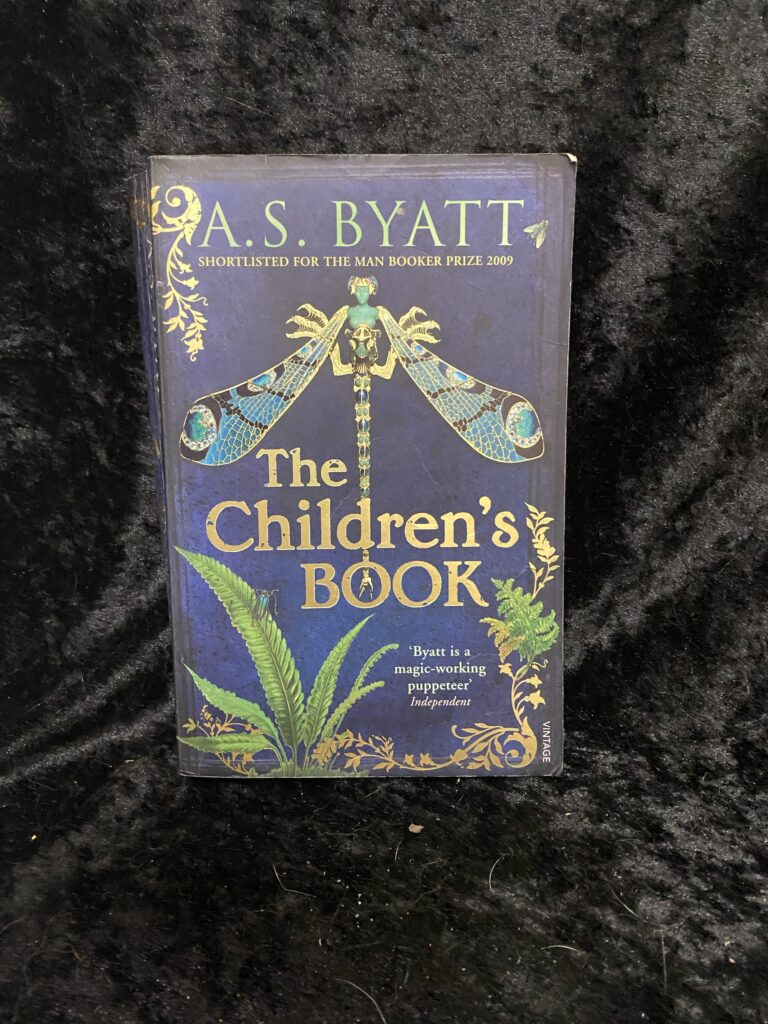 A.S. BYATT
SHORTLISTED FOR THE MAN BOOKER PRIZE 2009
The
Children's
BOOK
'Byatt is a
magic-working
puppeteer'
Independent
VINTAGE